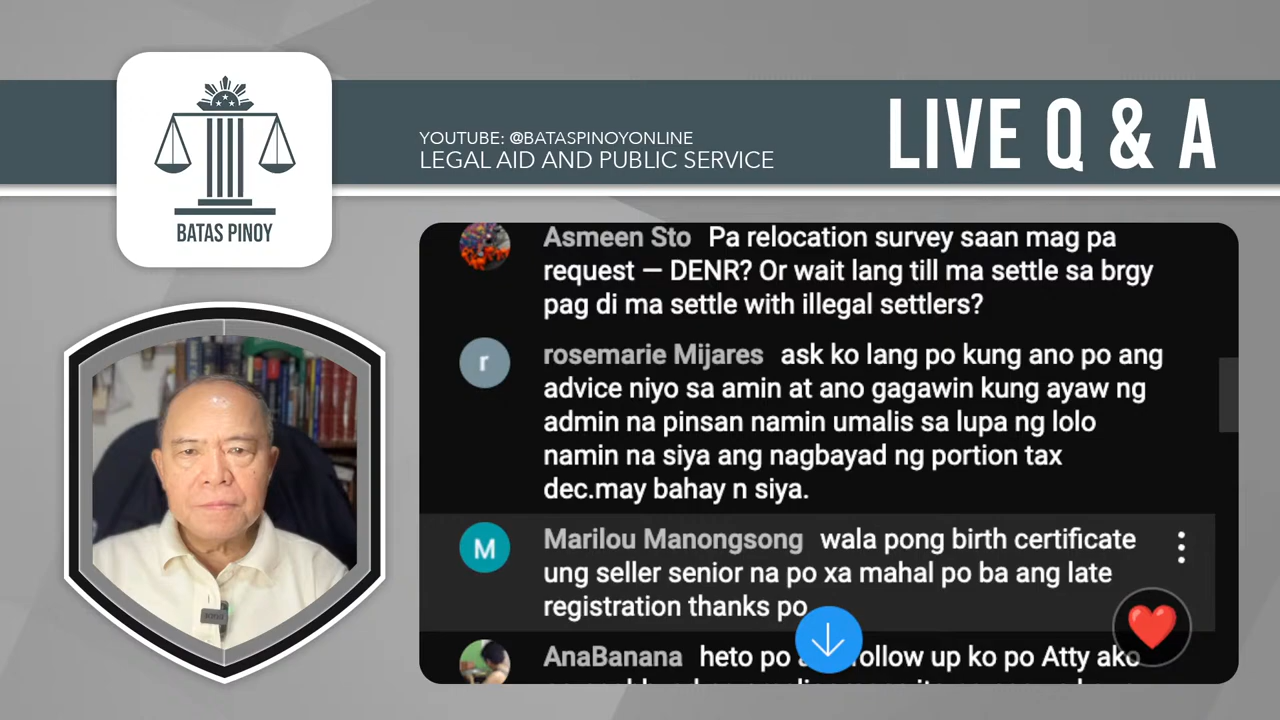 BATAS PINOY
YOUTUBE: @BATASPINOYONLINE
LEGAL AID AND PUBLIC SERVICE
LIVE Q & A
Asmeen Sto Pa relocation survey saan mag pa
request — DENR? Or wait lang till ma settle sa brgy
pag di ma settle with illegal settlers?
r
rosemarie Mijares ask ko lang po kung ano po ang
advice niyo sa amin at ano gagawin kung ayaw ng
admin na pinsan namin umalis sa lupa ng lolo
namin na siya ang nagbayad ng portion tax
dec.may bahay n siya.
M
Marilou Manongsong wala pong birth certificate
ung seller senior na po xa mahal po ba ang late
registration thanks po
AnaBanana heto po follow up ko po Atty ako